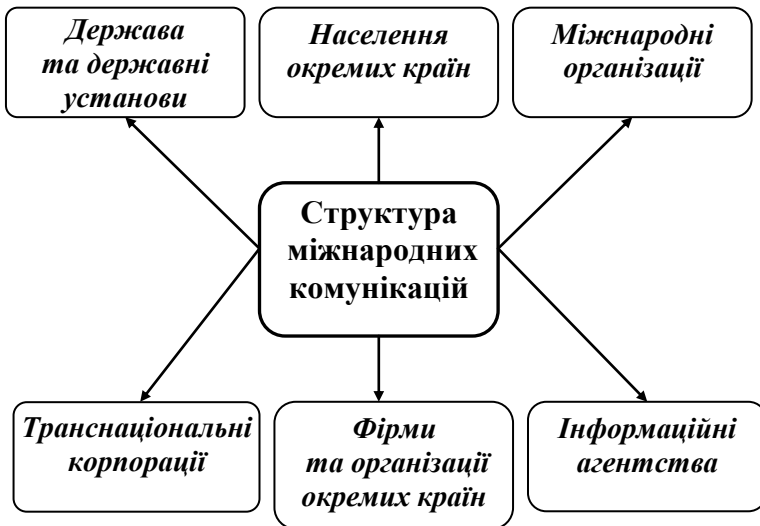 Держава
та державні
установи
Населення
окремих країн
Міжнародні
організації
Структура
міжнародних
комунікацій
Транснаціональні
корпорації
Фірми
та організації
окремих країн
Інформаційні
агентства